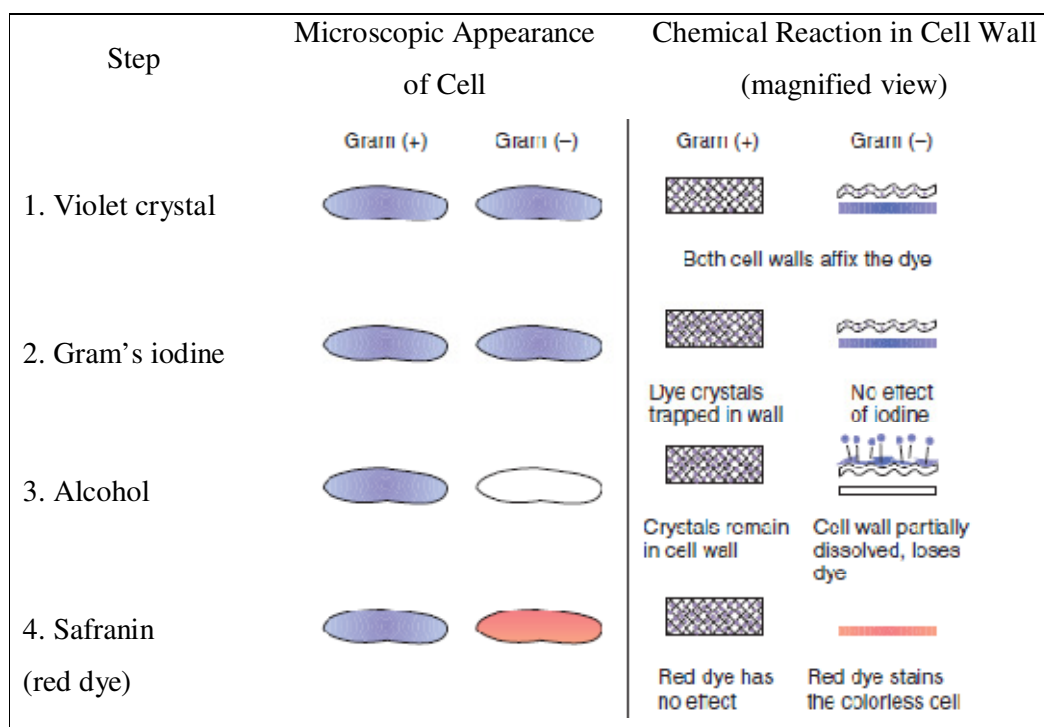 Step
Microscopic Appearance
of Cell
Chemical Reaction in Cell Wall
(magnified view)
Gram (+)
Gram (–)
Gram (+)
Gram (–)
1. Violet crystal
Both cell walls affix the dye
2. Gram's iodine
Dye crystals
trapped in wall
No effect
of iodine
3. Alcohol
Crystals remain
in cell wall
Cell wall partially
dissolved, loses
dye
4. Safranin
(red dye)
Red dye has
no effect
Red dye stains
the colorless cell